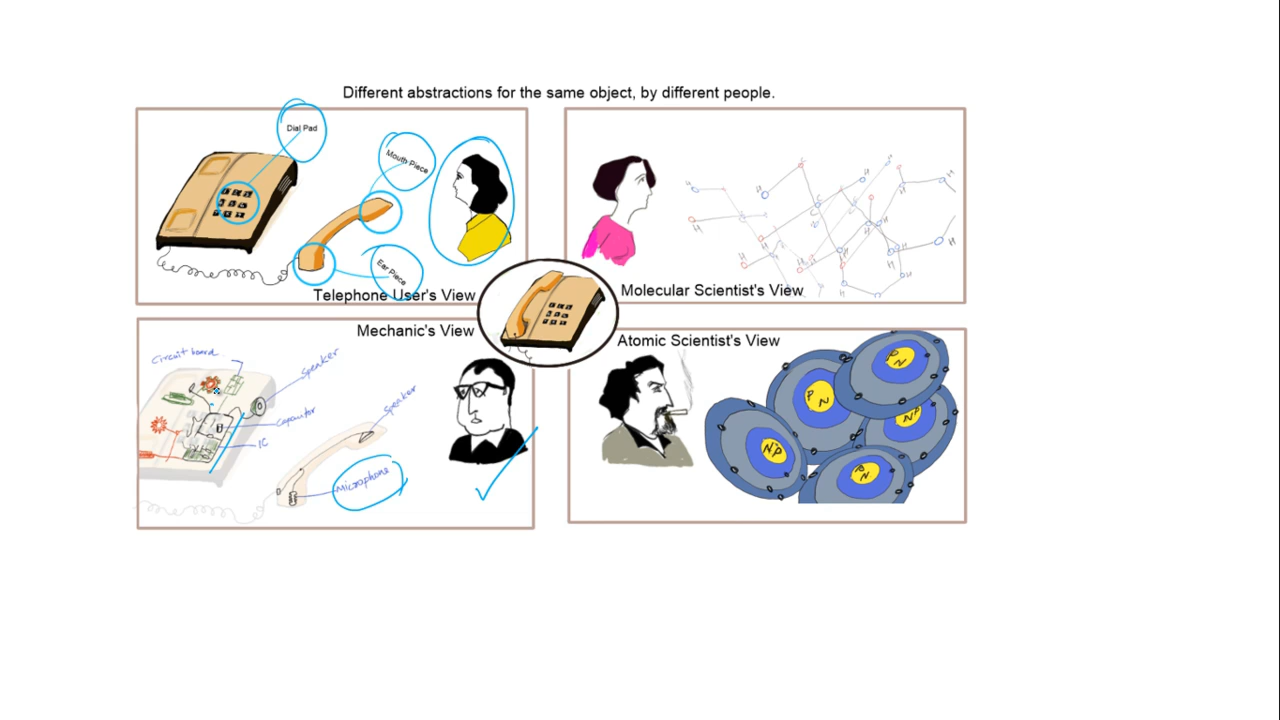 Different abstractions for the same object, by different people.
Dial Pad
Mouth Piece
Ear Piece
Telephone User's View
Molecular Scientist's View
Mechanic's View
Circuit board
Speaker
Capacitor
IC
Speaker
Microphone
Atomic Scientist's View
P N
P N
N P
N P
P N